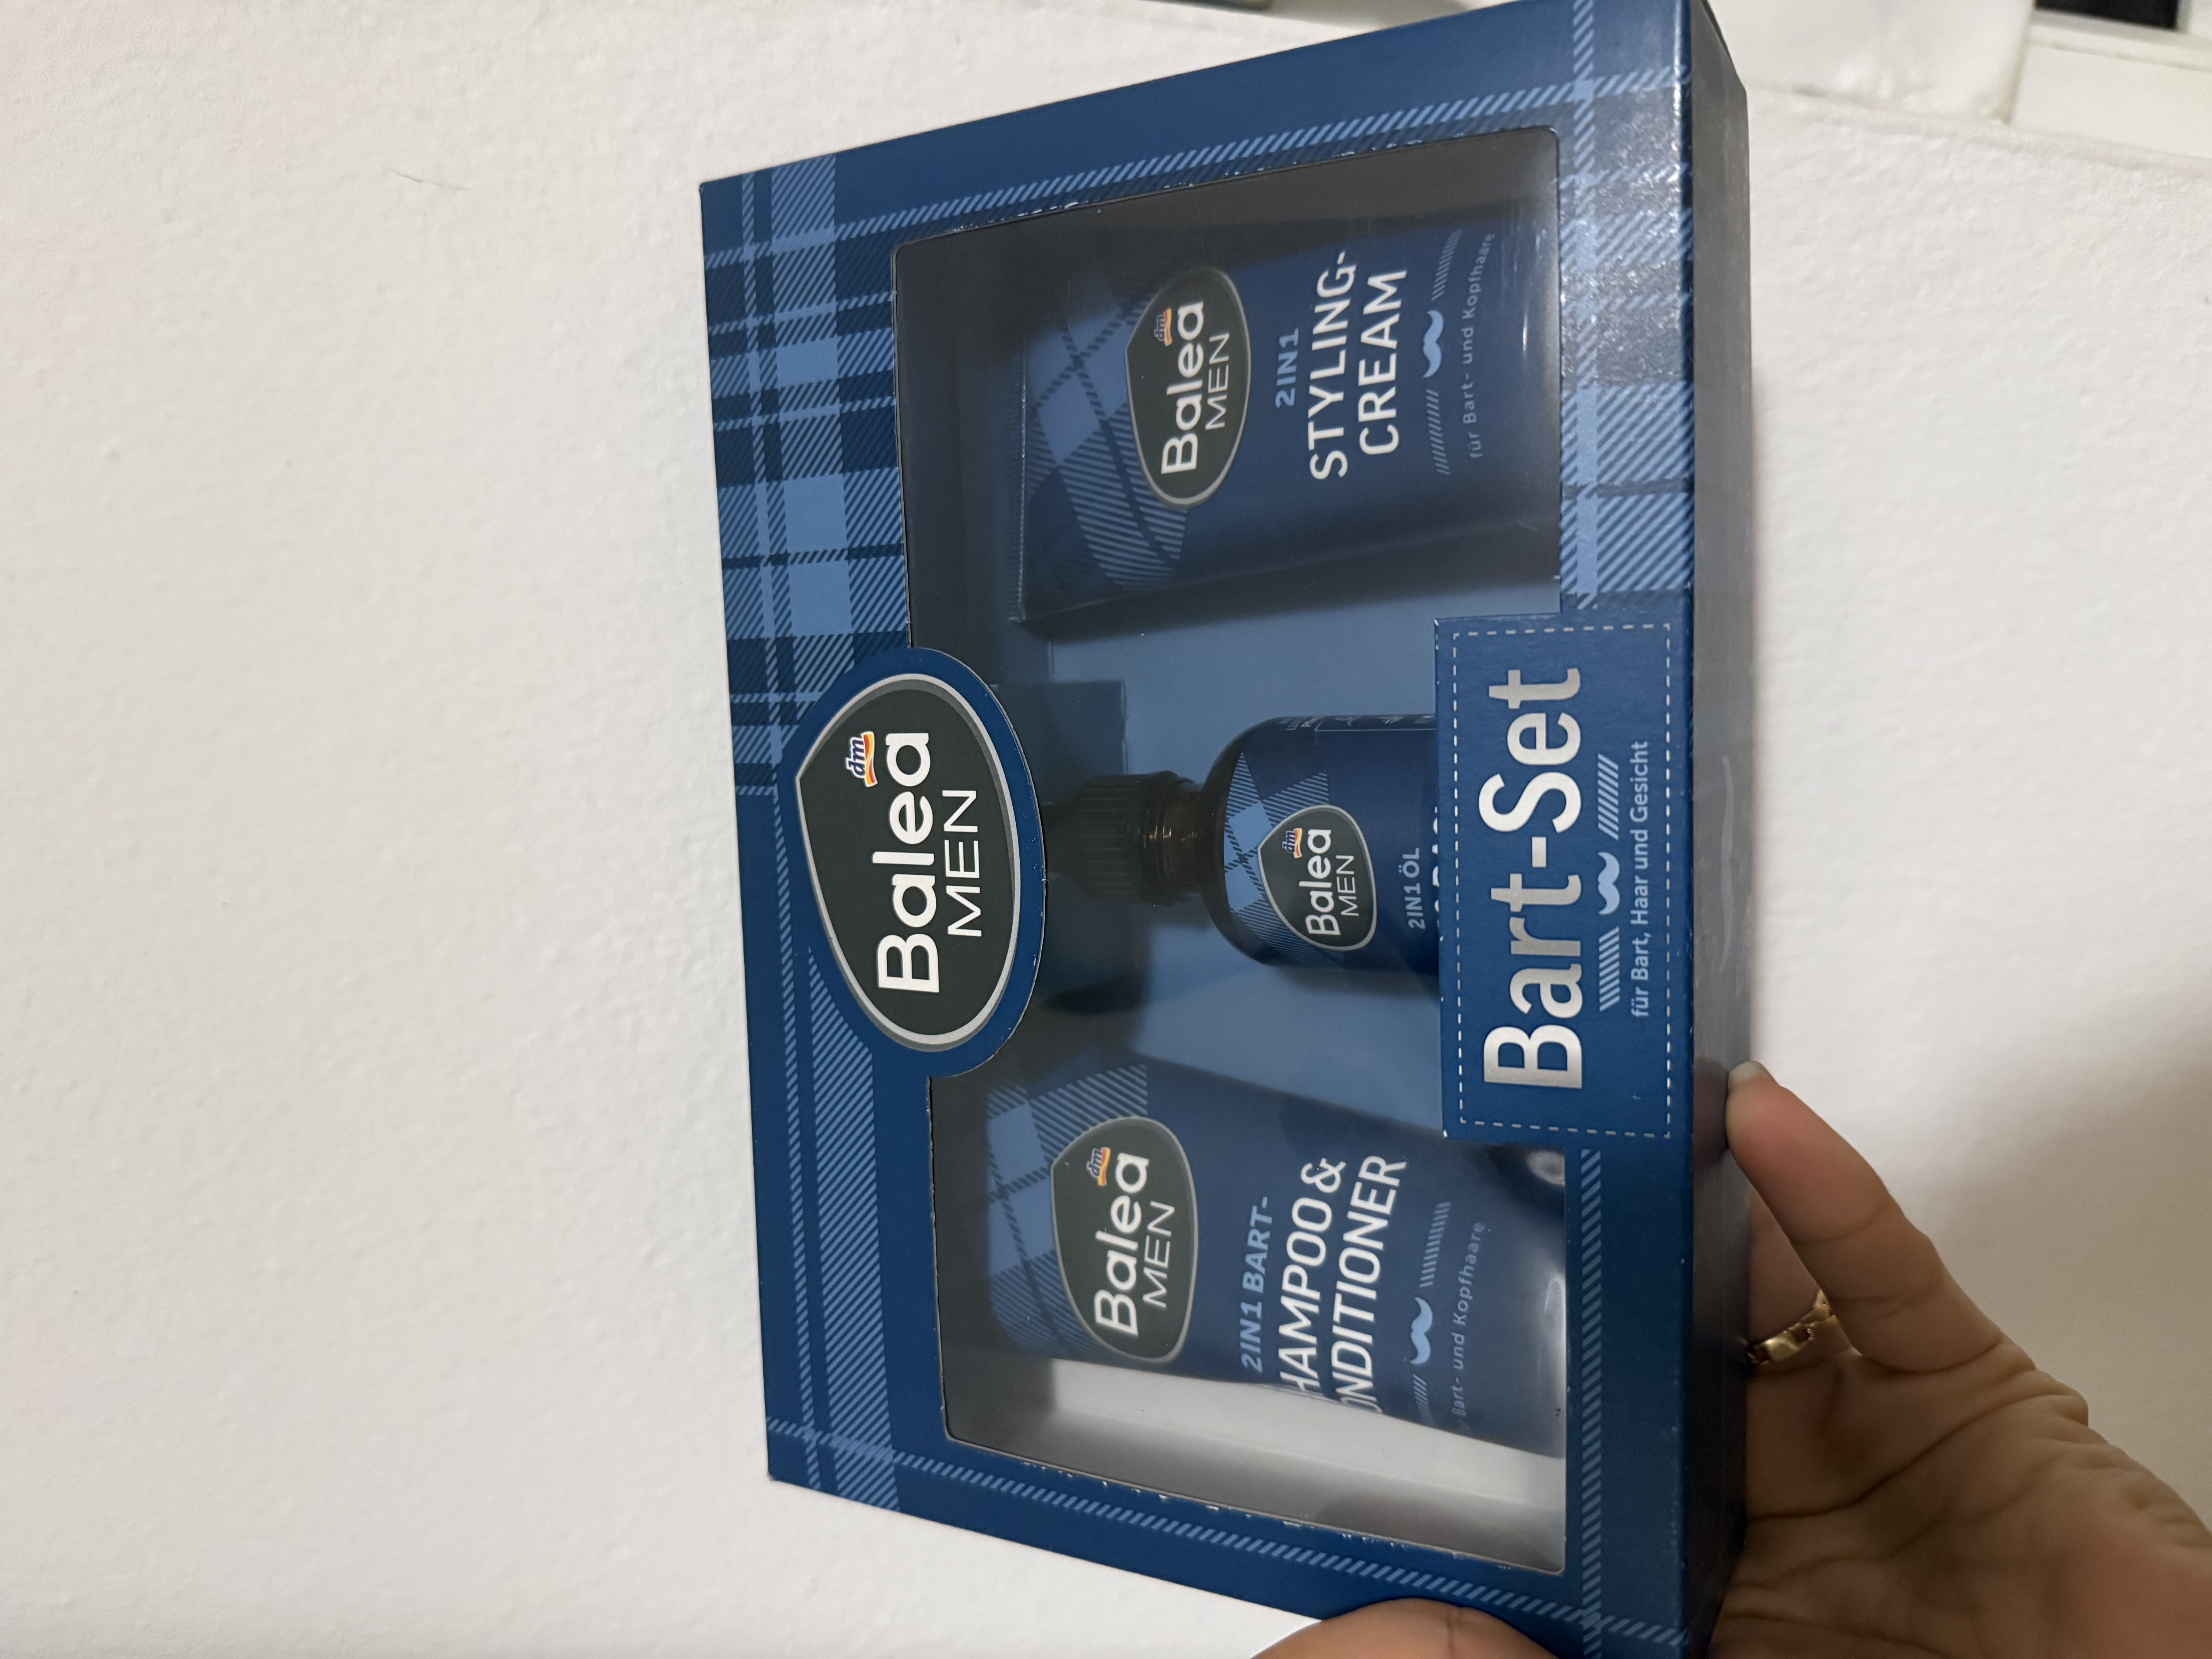 Balea
dm
MEN
Balea
dm
MEN
2IN1 BART-
HAMPOO &
ONDITIONER
Bart- und Kopfhaare
Balea
dm
MEN
2IN1 ÖL
Balea
dm
MEN
2IN1
STYLING-
CREAM
für Bart- und Kopfhaare
Bart-Set
für Bart, Haar und Gesicht